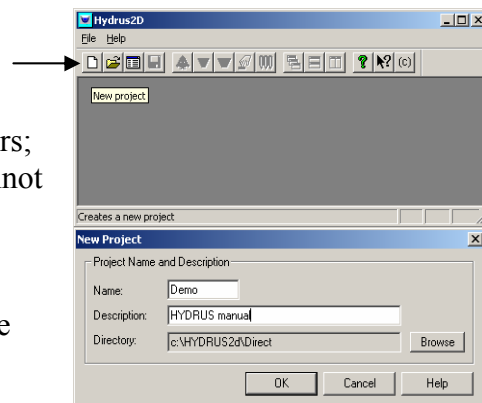 Hydrus2D
File Help
New project
rs;
not
Creates a new project
New Project
Project Name and Description
Name: Demo
e
Description: HYDRUS manual
Directory: c:\HYDRUS2d\Direct Browse
OK Cancel Help